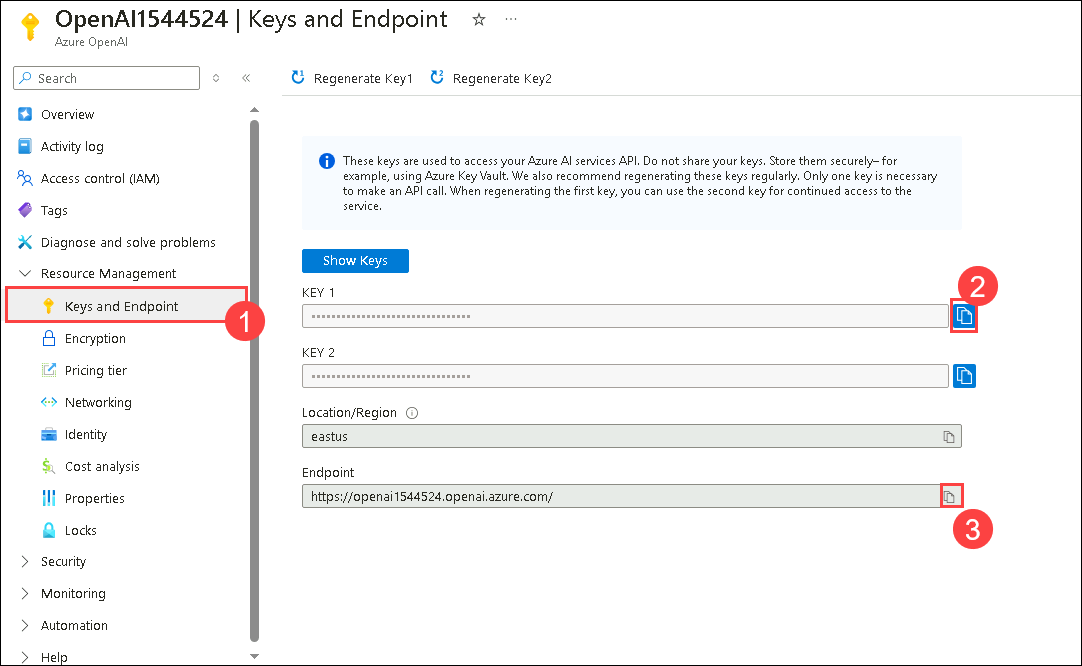 OpenAI1544524 | Keys and Endpoint
Azure OpenAI
Search
Regenerate Key1
Regenerate Key2
Overview
Activity log
Access control (IAM)
Tags
Diagnose and solve problems
Resource Management
Keys and Endpoint
1
Encryption
Pricing tier
Networking
Identity
Cost analysis
Properties
Locks
Security
Monitoring
Automation
Help
These keys are used to access your Azure AI services API. Do not share your keys. Store them securely– for
example, using Azure Key Vault. We also recommend regenerating these keys regularly. Only one key is necessary
to make an API call. When regenerating the first key, you can use the second key for continued access to the
service.
Show Keys
KEY 1
2
KEY 2
Location/Region
eastus
Endpoint
https://openai1544524.openai.azure.com/
3